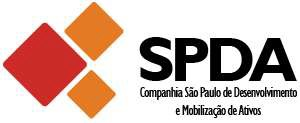 SPDA
Companhia São Paulo de Desenvolvimento
e Mobilização de Ativos